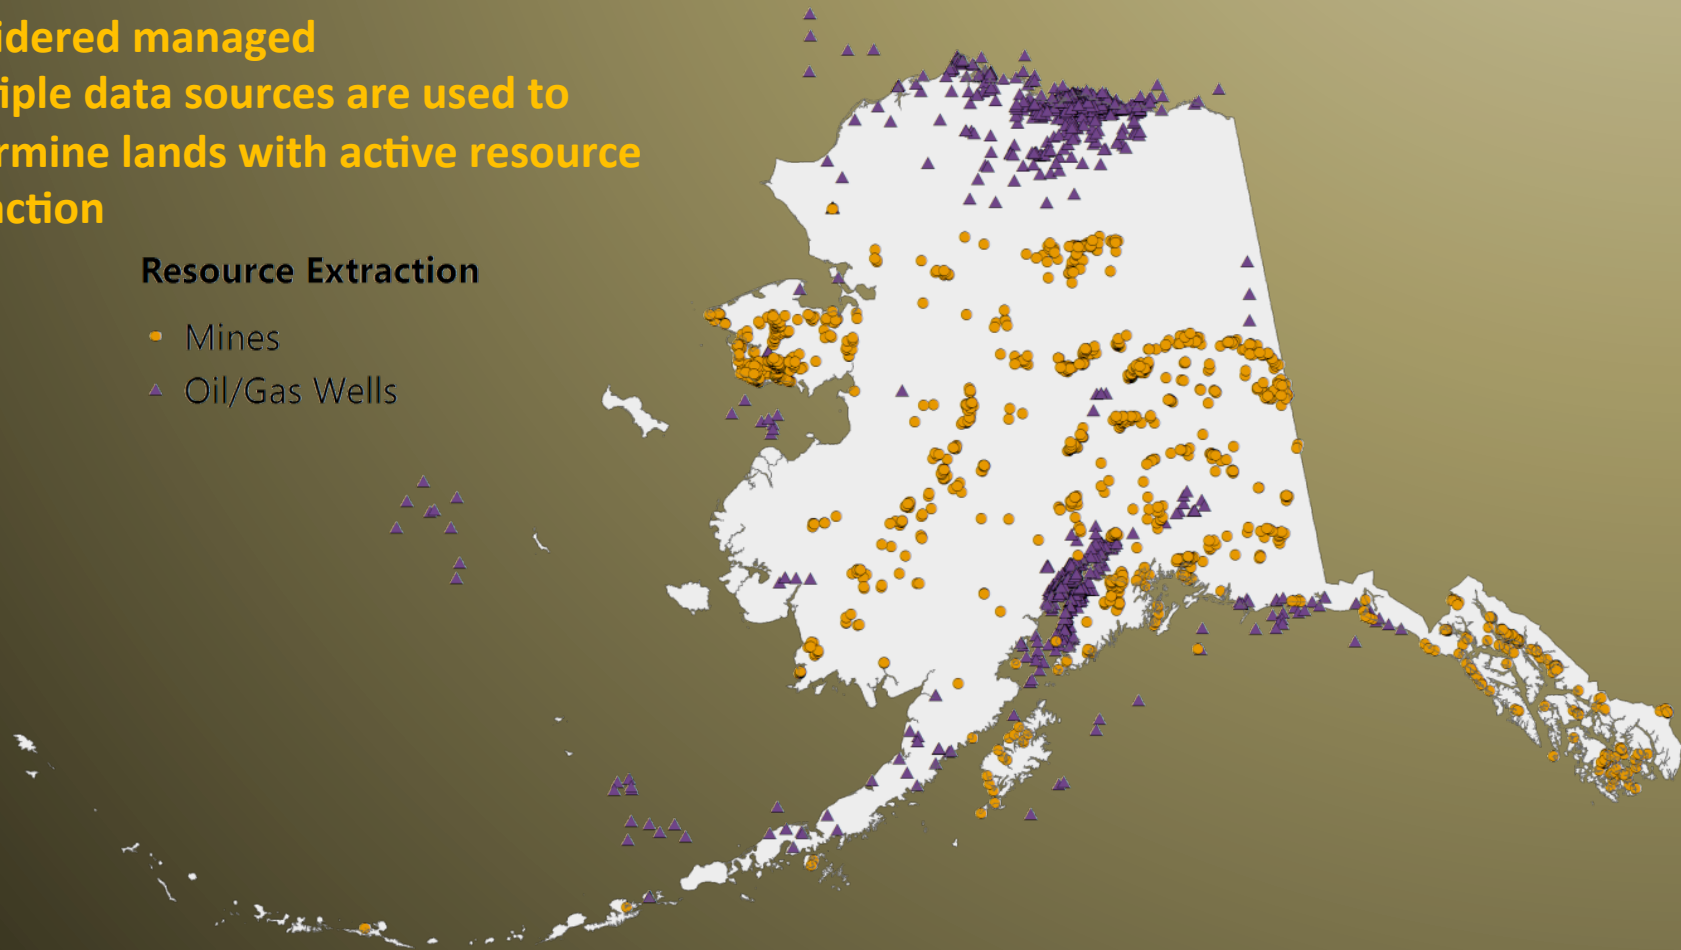 idered managed
iple data sources are used to
rmine lands with active resource
action
Resource Extraction
Mines
Oil/Gas Wells